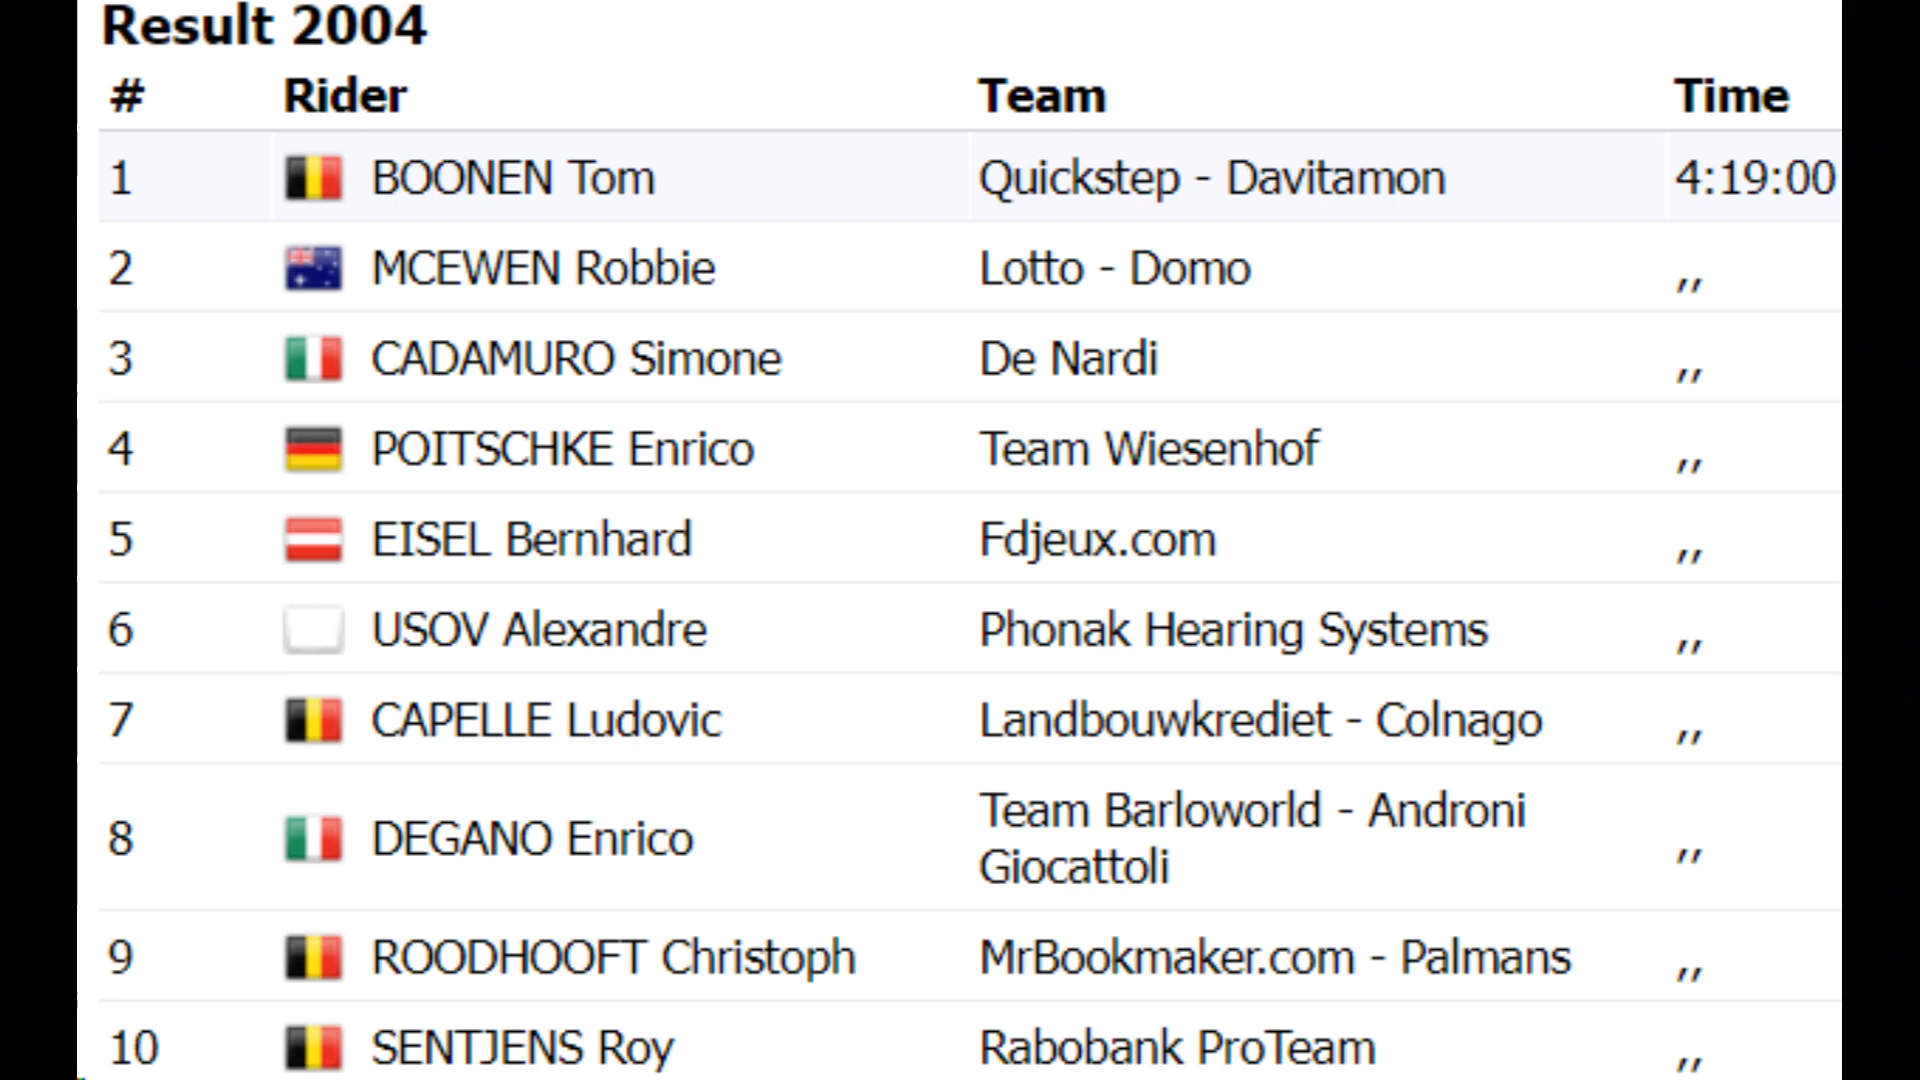 Result 2004
# Rider Team Time
1 BOONEN Tom Quickstep - Davitamon 4:19:00
2 MCEWEN Robbie Lotto - Domo ,,
3 CADAMURO Simone De Nardi ,,
4 POITSCHKE Enrico Team Wiesenhof ,,
5 EISEL Bernhard Fdjeux.com ,,
6 USOV Alexandre Phonak Hearing Systems ,,
7 CAPELLE Ludovic Landbouwkrediet - Colnago ,,
8 DEGANO Enrico Team Barloworld - Androni
Giocattoli ,,
9 ROODHOOFT Christoph MrBookmaker.com - Palmans ,,
10 SENTJENS Roy Rabobank ProTeam ,,